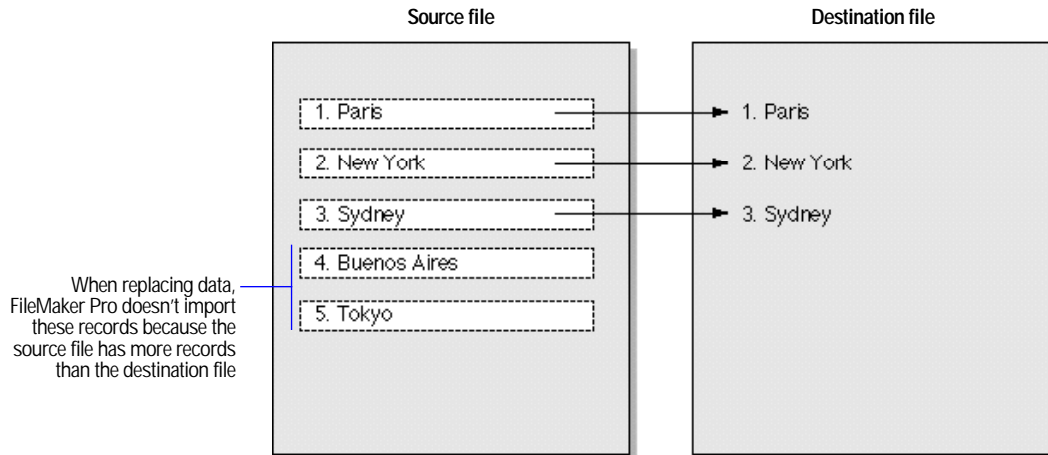 Source file
Destination file
1. Paris
1. Paris
2. New York
2. New York
3. Sydney
3. Sydney
4. Buenos Aires
5. Tokyo
When replacing data,
FileMaker Pro doesn't import
these records because the
source file has more records
than the destination file